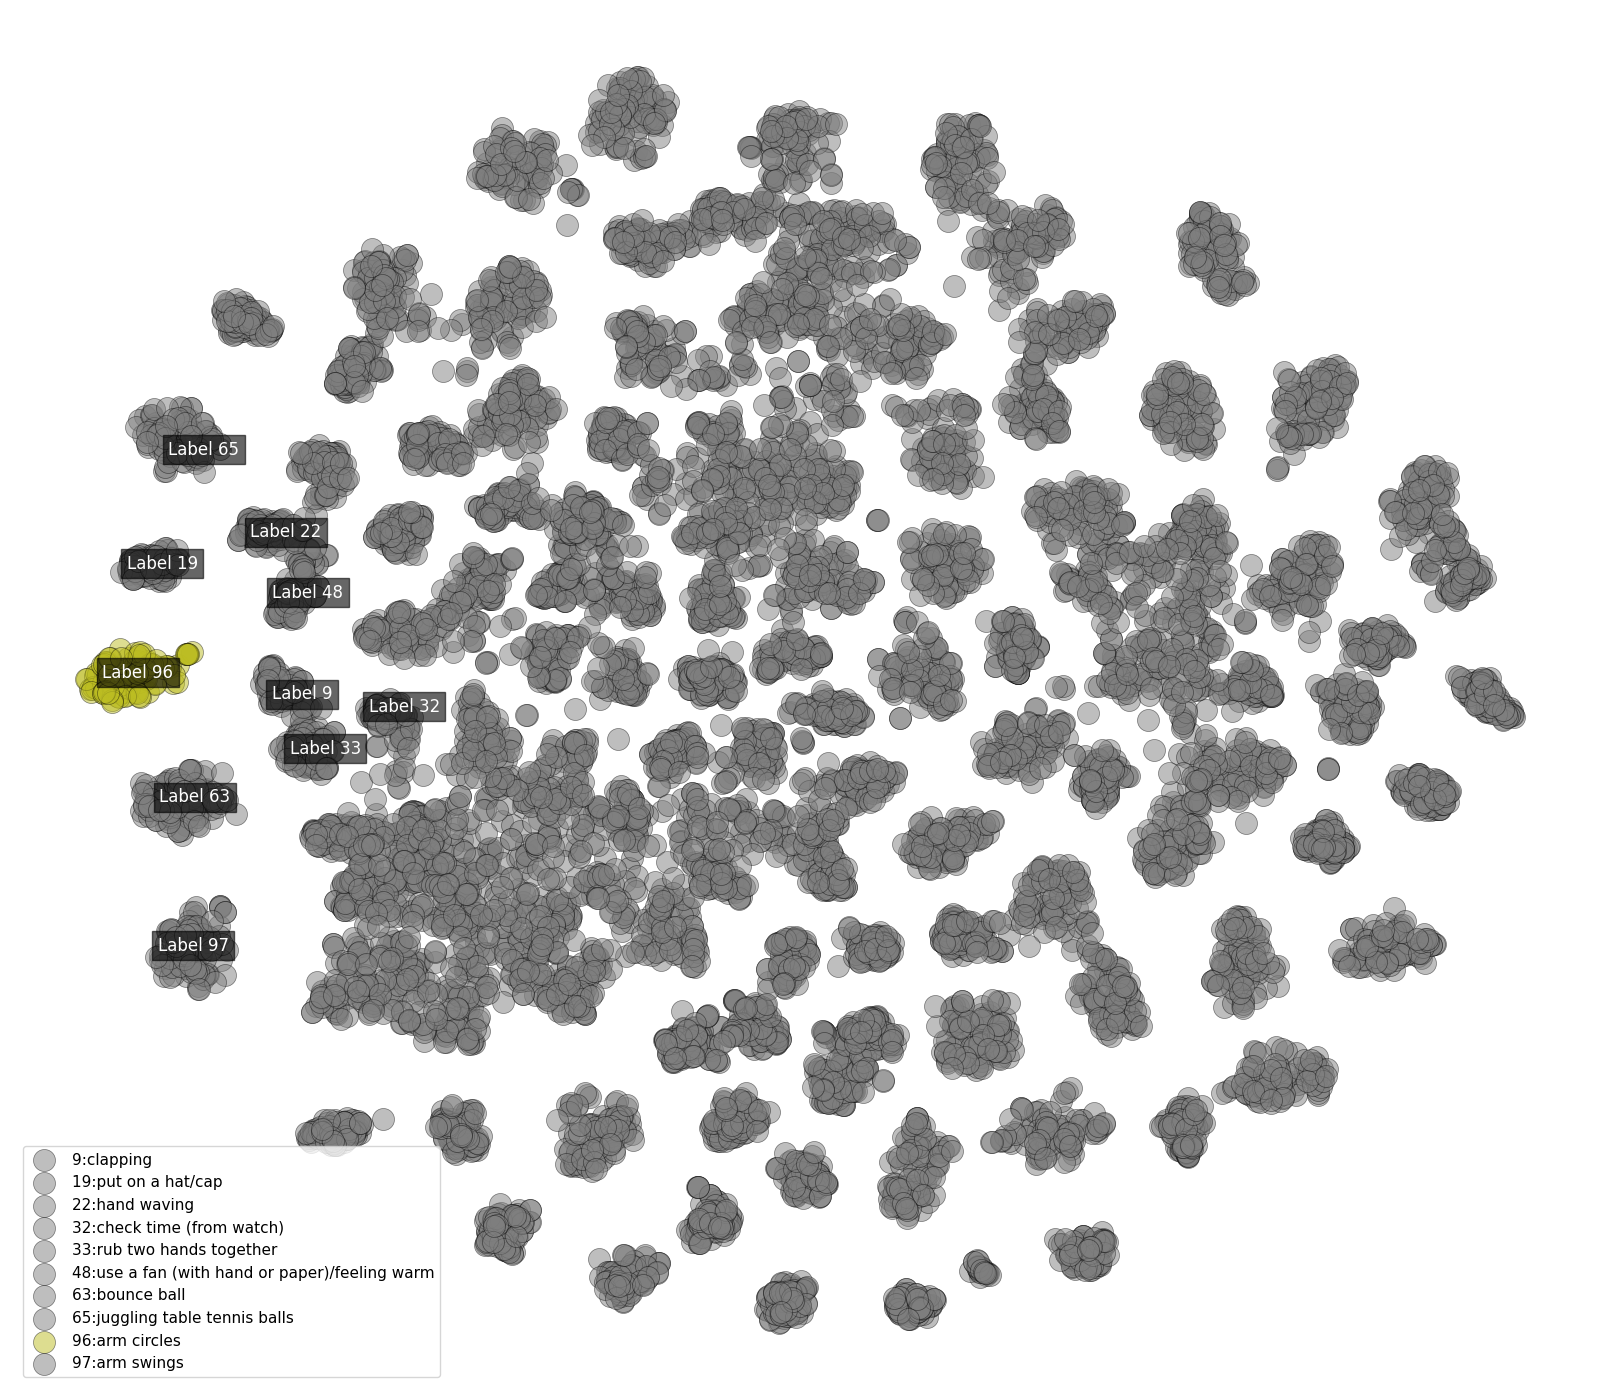 Label 65
Label 22
Label 19
Label 48
Label 96
Label 9
Label 32
Label 33
Label 63
Label 97
9:clapping
19:put on a hat/cap
22:hand waving
32:check time (from watch)
33:rub two hands together
48:use a fan (with hand or paper)/feeling warm
63:bounce ball
65:juggling table tennis balls
96:arm circles
97:arm swings